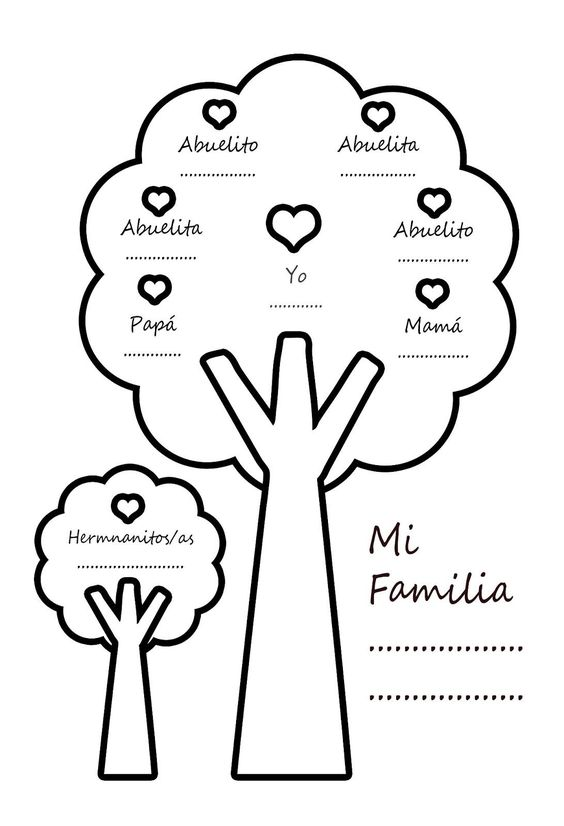 Abuelito Abuelita
Abuelita Abuelito
Yo
Papá Mamá
Hermnanitos/as
Mi
Familia